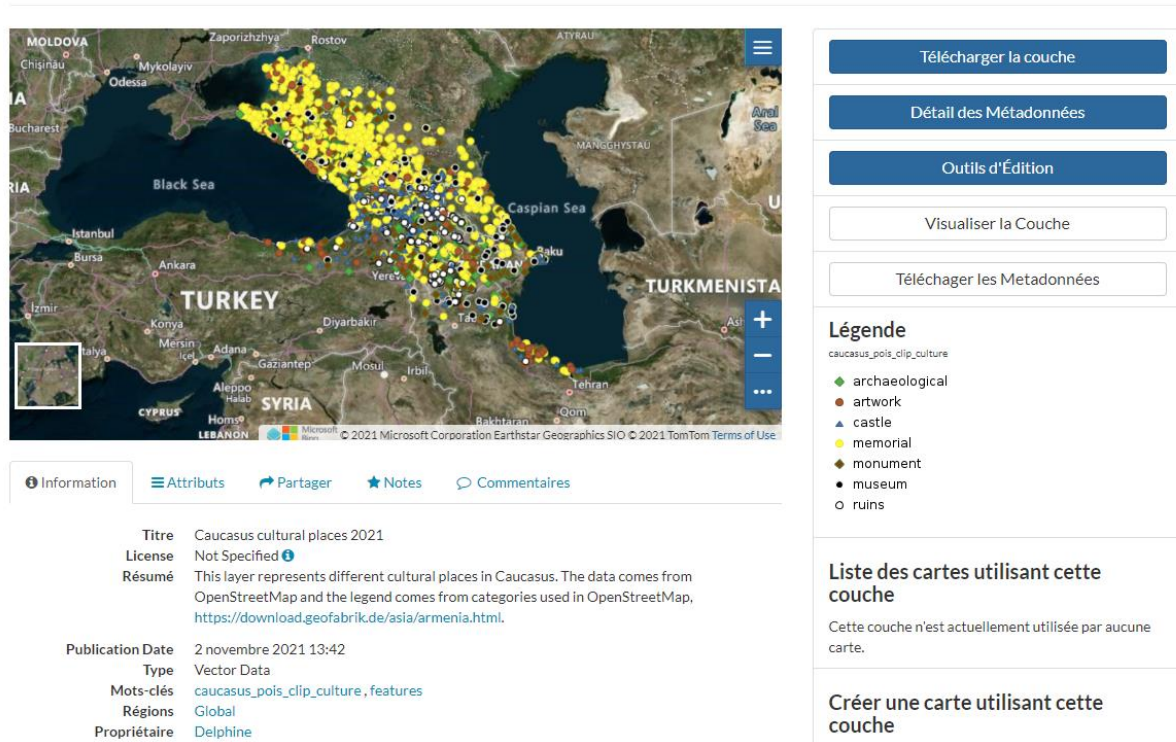 MOLDOVA
Chișinău
Zaporizhzhya
Rostov
ATYRAU
Mykolayiv
Odessa
Aral
Sea
Bucharest
MANGGHYSTAU
Black Sea
Caspian Sea
Istanbul
Bursa
Ankara
Baku
TURKEY
TURKMENISTA
İzmir
Konya
Diyarbakır
Mersin
İçel
Adana
Gaziantep
Mosul
Irbil
Tehran
Aleppo
Halab
SYRIA
Qom
CYPRUS
Homs
Bakhtaran
LEBANON
Microsoft
Bing
© 2021 Microsoft Corporation Earthstar Geographics SIO © 2021 TomTom Terms of Use
Information
Attributs
Partager
Notes
Commentaires
Titre Caucasus cultural places 2021
License Not Specified
Résumé This layer represents different cultural places in Caucasus. The data comes from
OpenStreetMap and the legend comes from categories used in OpenStreetMap,
https://download.geofabrik.de/asia/armenia.html.
Publication Date 2 novembre 2021 13:42
Type Vector Data
Mots-clés caucasus_pois_clip_culture , features
Régions Global
Propriétaire Delphine
Télécharger la couche
Détail des Métadonnées
Outils d'Édition
Visualiser la Couche
Téléchager les Metadonnées
Légende
caucasus_pois_clip_culture
archaeological
artwork
castle
memorial
monument
museum
ruins
Liste des cartes utilisant cette
couche
Cette couche n'est actuellement utilisée par aucune
carte.
Créer une carte utilisant cette
couche